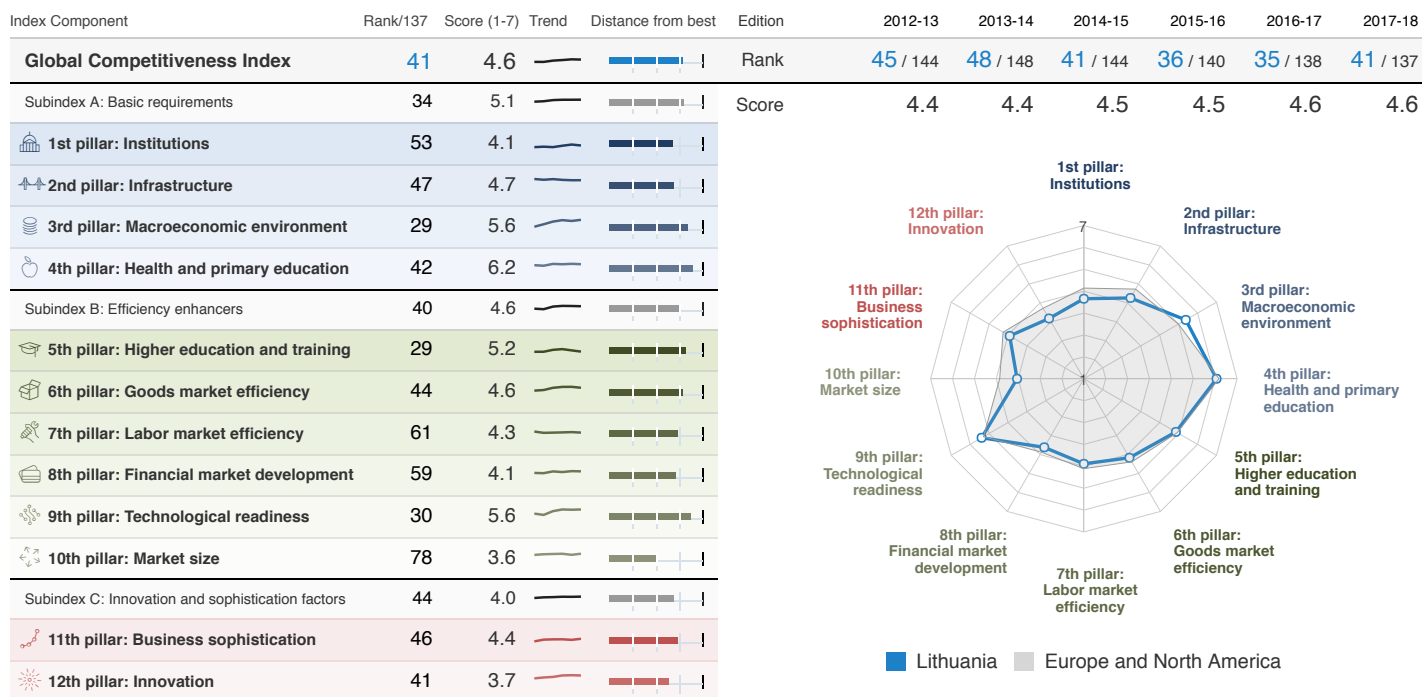 Index Component Rank/137 Score (1-7) Trend Distance from best
Global Competitiveness Index 41 4.6
Subindex A: Basic requirements 34 5.1
1st pillar: Institutions 53 4.1
2nd pillar: Infrastructure 47 4.7
3rd pillar: Macroeconomic environment 29 5.6
4th pillar: Health and primary education 42 6.2
Subindex B: Efficiency enhancers 40 4.6
5th pillar: Higher education and training 29 5.2
6th pillar: Goods market efficiency 44 4.6
7th pillar: Labor market efficiency 61 4.3
8th pillar: Financial market development 59 4.1
9th pillar: Technological readiness 30 5.6
10th pillar: Market size 78 3.6
Subindex C: Innovation and sophistication factors 44 4.0
11th pillar: Business sophistication 46 4.4
12th pillar: Innovation 41 3.7
Edition 2012-13 2013-14 2014-15 2015-16 2016-17 2017-18
Rank 45 / 144 48 / 148 41 / 144 36 / 140 35 / 138 41 / 137
Score 4.4 4.4 4.5 4.5 4.6 4.6
1st pillar:
Institutions
2nd pillar:
Infrastructure
3rd pillar:
Macroeconomic
environment
4th pillar:
Health and primary
education
5th pillar:
Higher education
and training
6th pillar:
Goods market
efficiency
7th pillar:
Labor market
efficiency
8th pillar:
Financial market
development
9th pillar:
Technological
readiness
10th pillar:
Market size
11th pillar:
Business
sophistication
12th pillar:
Innovation
7
1
Lithuania Europe and North America